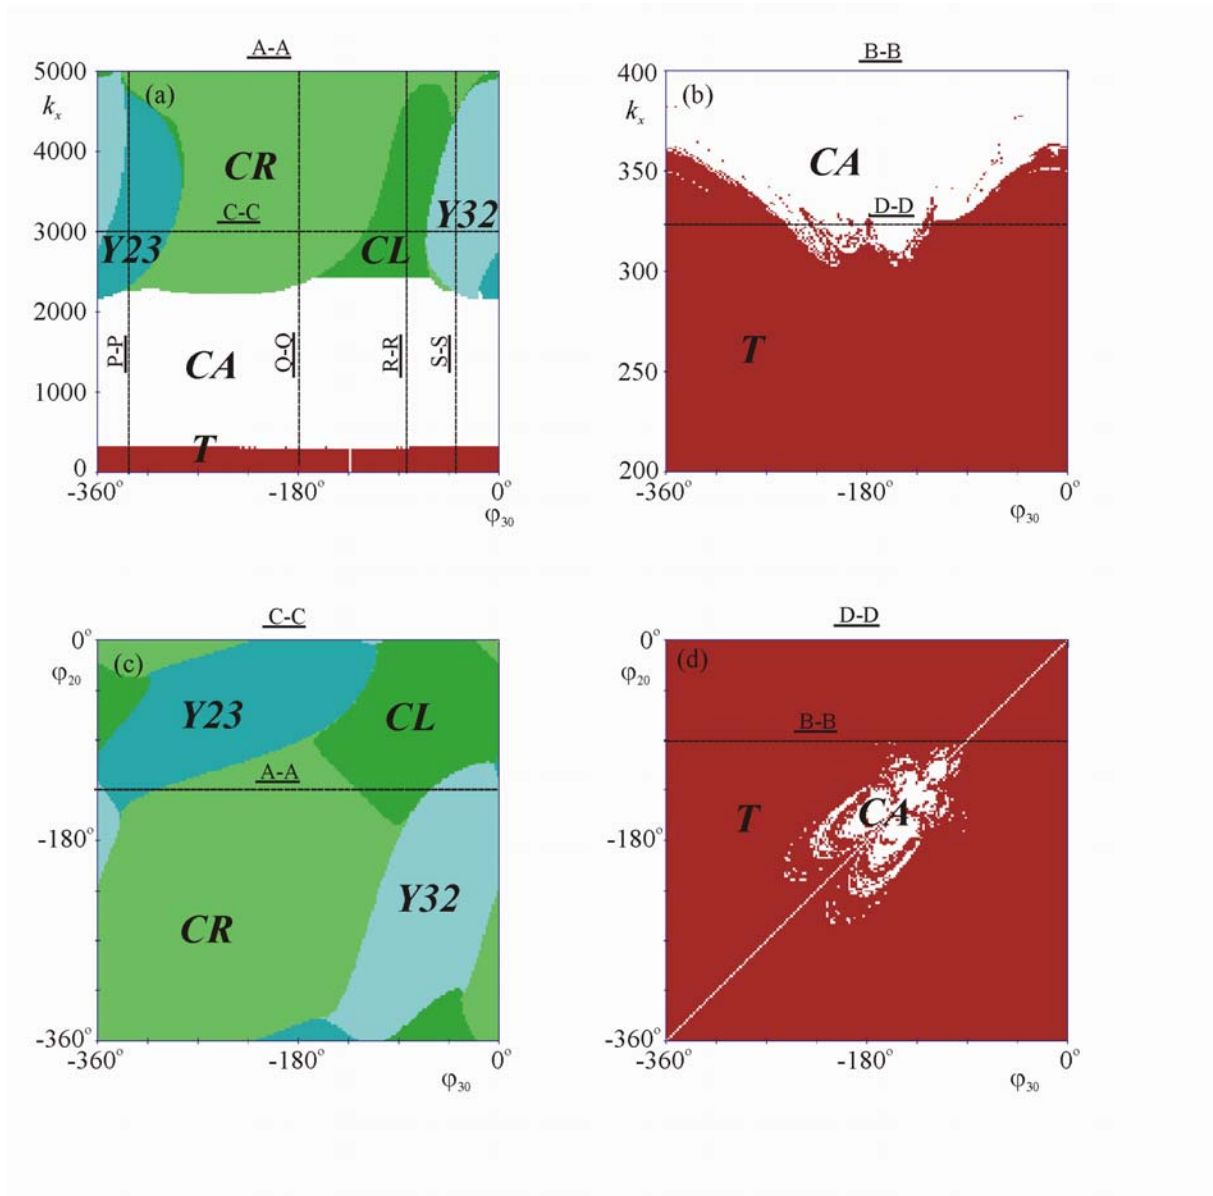 A-A
B-B
5000
k_x
(a)
CR
4000
C-C
3000
Y23
CL
Y32
2000
P-P
CA
Q-Q
R-R
S-S
1000
T
0
-360°
-180°
0°
φ30
400
k_x
(b)
CA
350
D-D
300
T
250
200
-360°
-180°
0°
φ30
C-C
D-D
0°
φ20
(c)
Y23
CL
A-A
-180°
Y32
CR
-360°
-360°
-180°
0°
φ30
0°
φ20
(d)
B-B
T
CA
-180°
-360°
-360°
-180°
0°
φ30